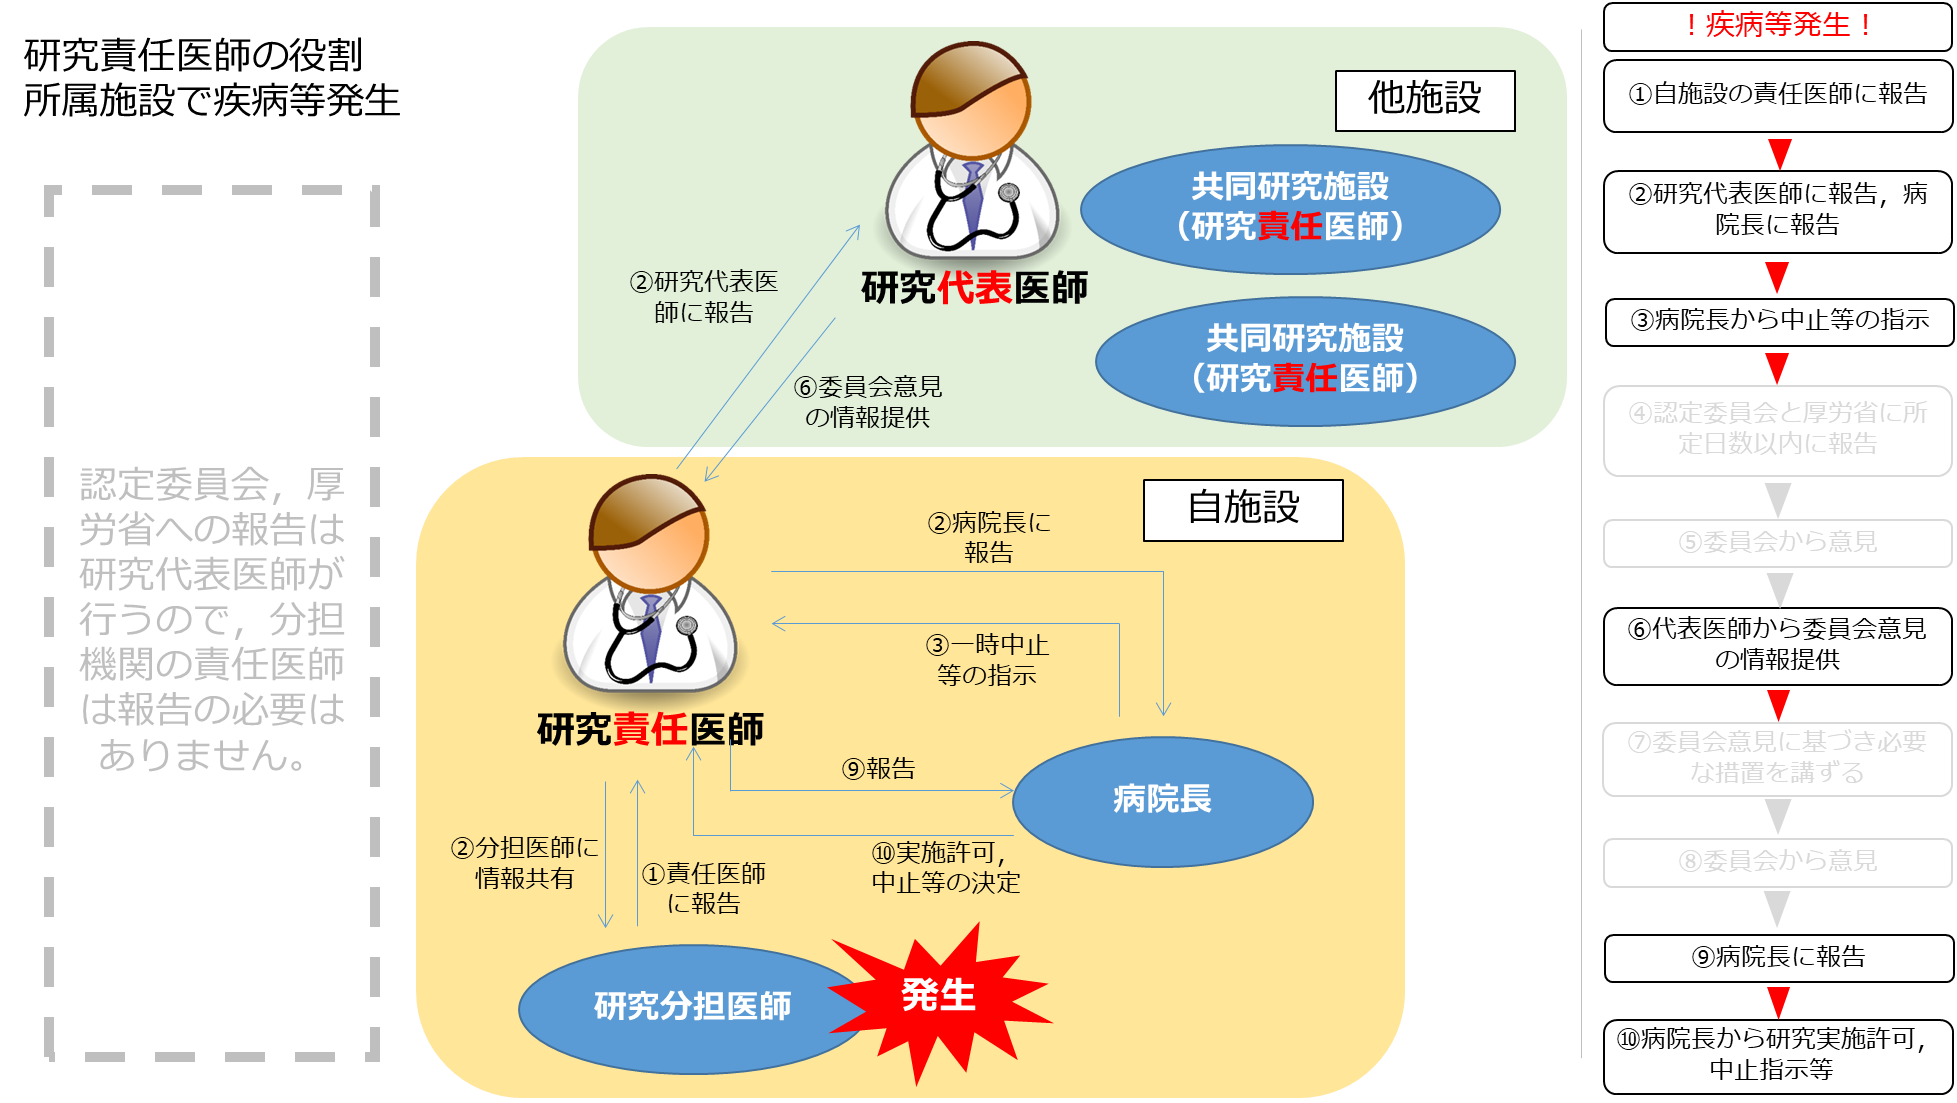 研究責任医師の役割
所属施設で疾病等発生
認定委員会，厚
労省への報告は
研究代表医師が
行うので，分担
機関の責任医師
は報告の必要は
ありません。
他施設
共同研究施設
（研究責任医師）
研究代表医師
共同研究施設
（研究責任医師）
②研究代表医
師に報告
⑥委員会意見
の情報提供
自施設
②病院長に
報告
③一時中止
等の指示
研究責任医師
⑨報告
病院長
⑩実施許可，
中止等の決定
②分担医師に
情報共有
①責任医師
に報告
研究分担医師
発生
！疾病等発生！
①自施設の責任医師に報告
②研究代表医師に報告，病
院長に報告
③病院長から中止等の指示
④認定委員会と厚労省に所
定日数以内に報告
⑤委員会から意見
⑥代表医師から委員会意見
の情報提供
⑦委員会意見に基づき必要
な措置を講ずる
⑧委員会から意見
⑨病院長に報告
⑩病院長から研究実施許可，
中止指示等